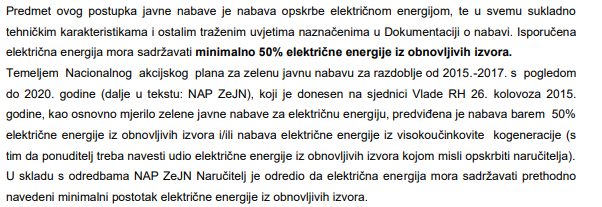 Predmet ovog postupka javne nabave je nabava opskrbe električnom energijom, te u svemu sukladno
tehničkim karakteristikama i ostalim traženim uvjetima naznačenima u Dokumentaciji o nabavi. Isporučena
električna energija mora sadržavati minimalno 50% električne energije iz obnovljivih izvora.
Temeljem Nacionalnog akcijskog plana za zelenu javnu nabavu za razdoblje od 2015.-2017. s pogledom
do 2020. godine (dalje u tekstu: NAP ZeJN), koji je donesen na sjednici Vlade RH 26. kolovoza 2015.
godine, kao osnovno mjerilo zelene javne nabave za električnu energiju, predviđena je nabava barem 50%
električne energije iz obnovljivih izvora i/ili nabava električne energije iz visokoučinkovite kogeneracije (s
tim da ponuditelj treba navesti udio električne energije iz obnovljivih izvora kojom misli opskrbiti naručitelja).
U skladu s odredbama NAP ZeJN Naručitelj je odredio da električna energija mora sadržavati prethodno
navedeni minimalni postotak električne energije iz obnovljivih izvora.